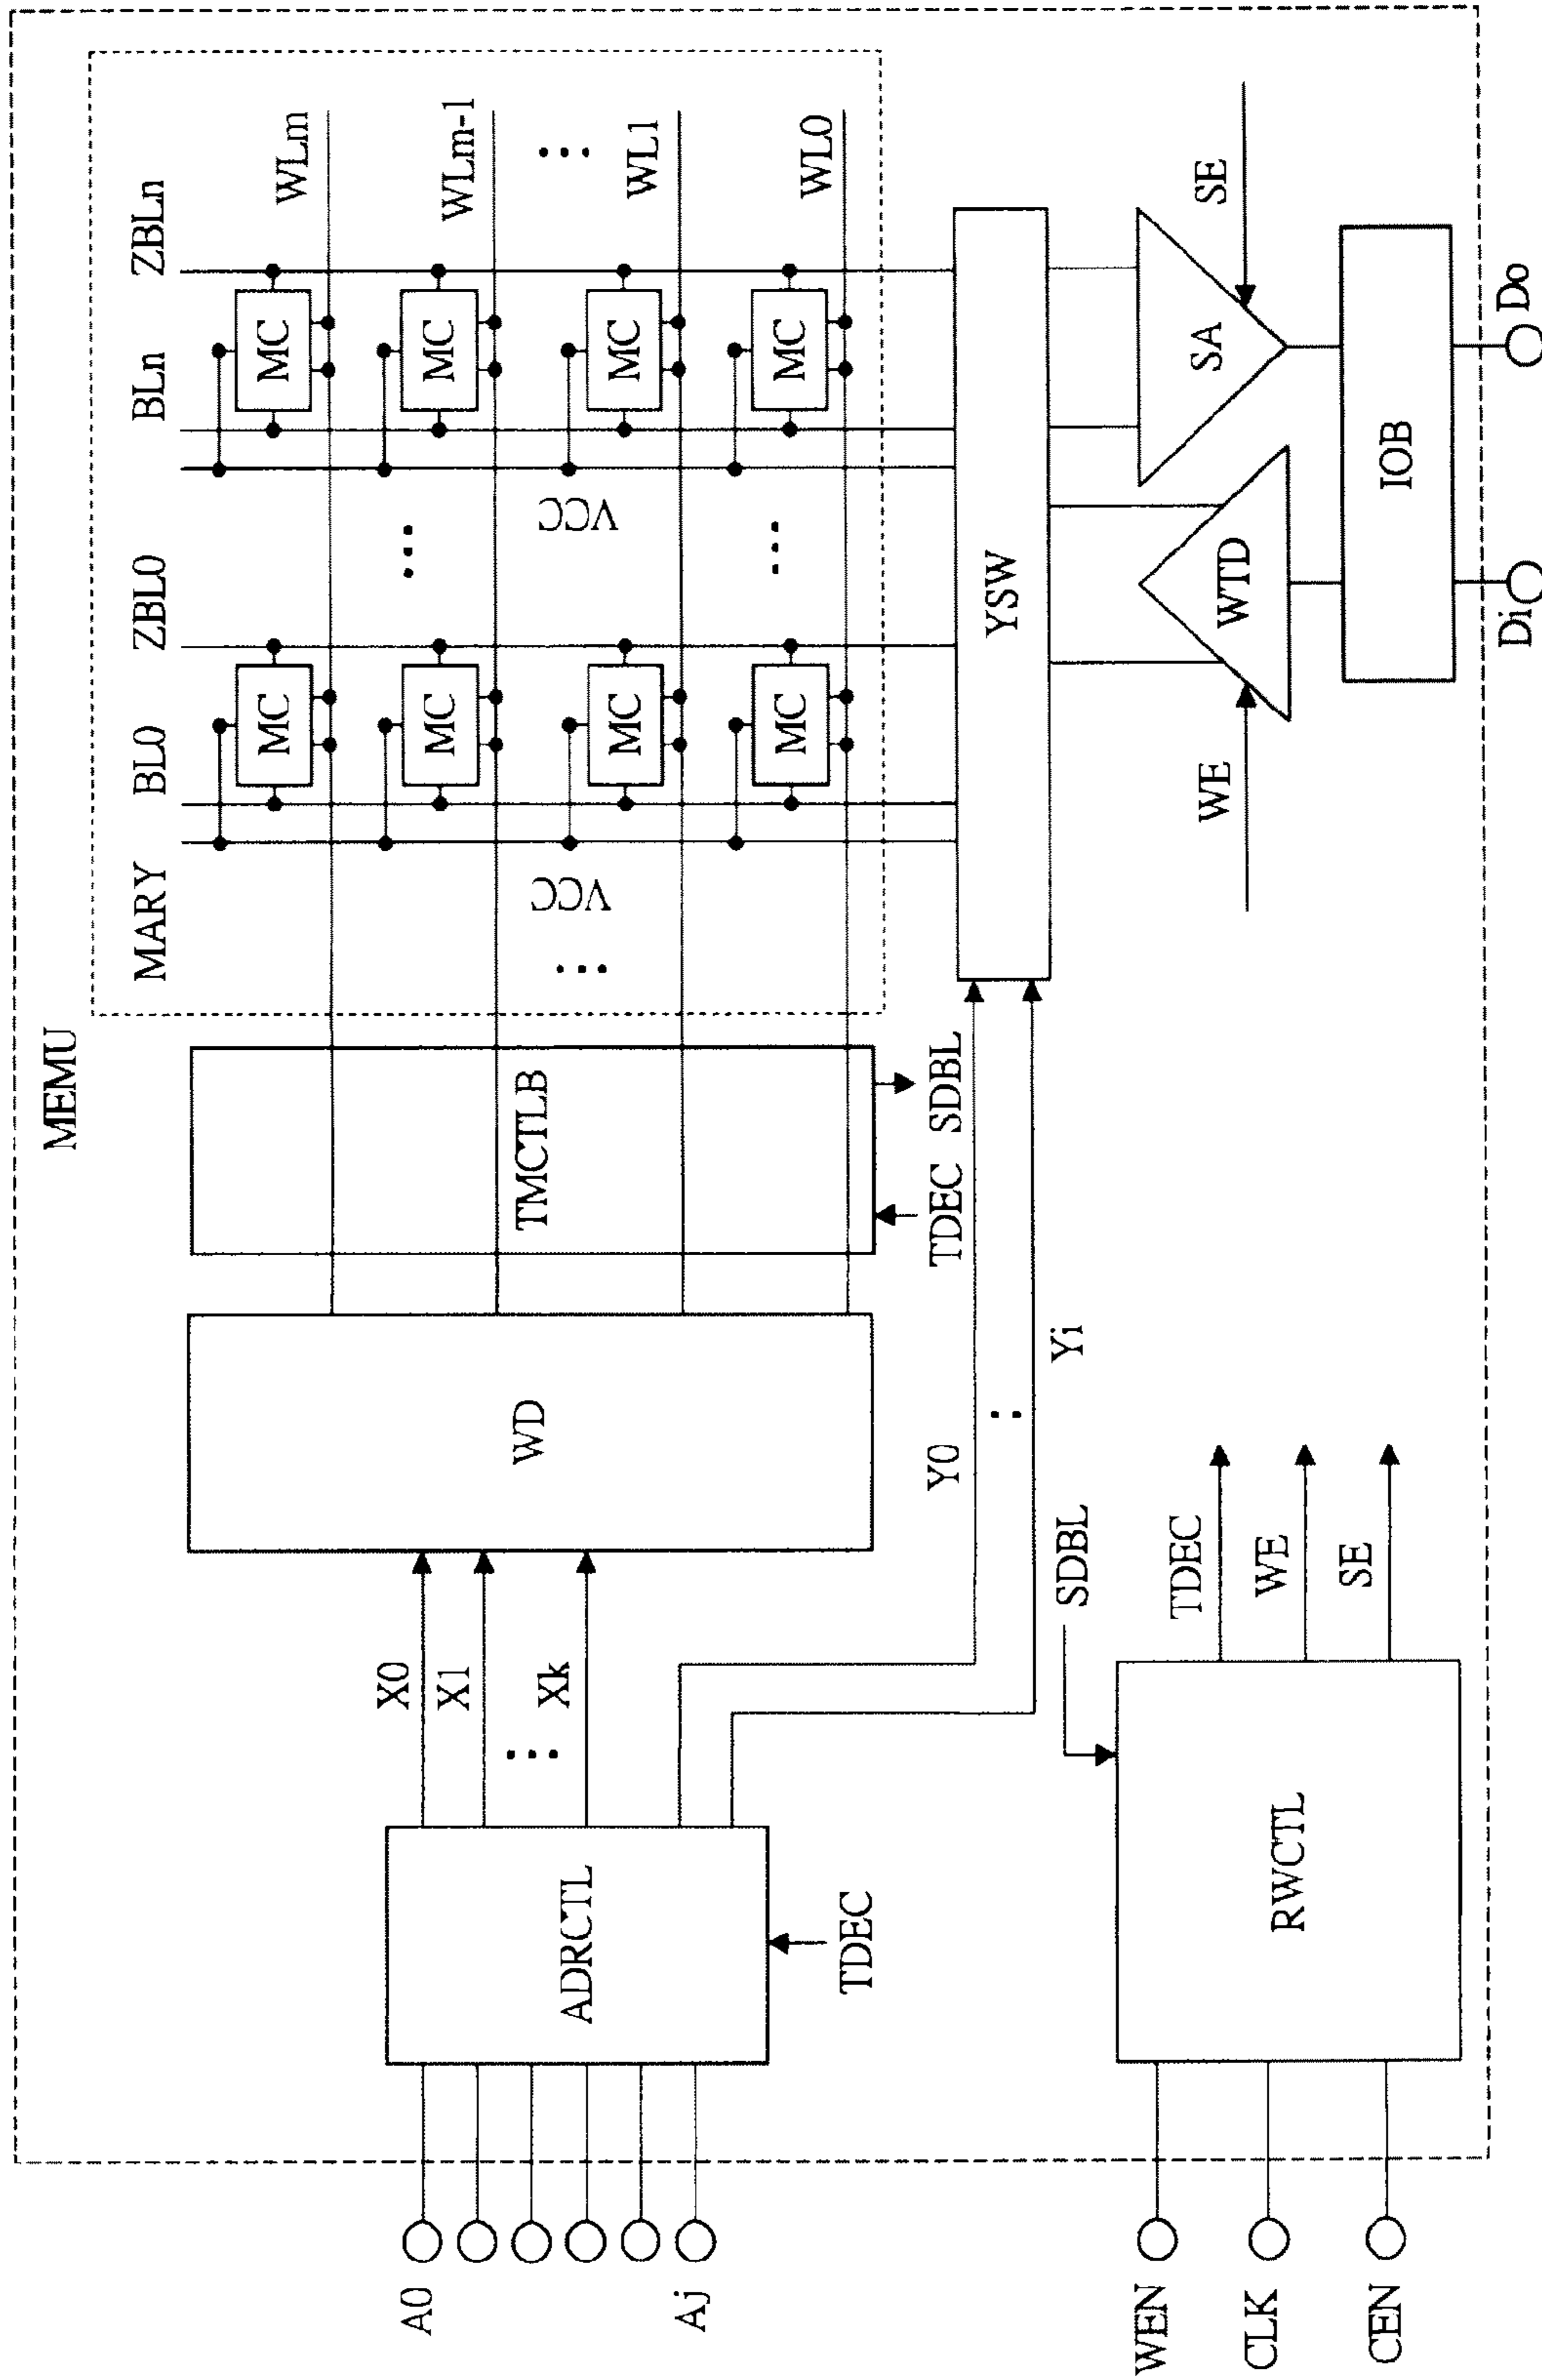 MEMU
MARY
BL0
ZBL0
BLn
ZBLn
WLm
WLm-1
WL1
WL0
MC
MC
MC
MC
MC
MC
MC
MC
VCC
VCC
TMCTLB
TDEC
SDBL
WD
X0
X1
Xk
ADRCTL
TDEC
A0
Aj
Y0
Yi
YSW
WE
WTD
SA
SE
IOB
Di
Do
SDBL
RWCTL
TDEC
WE
SE
WEN
CLK
CEN